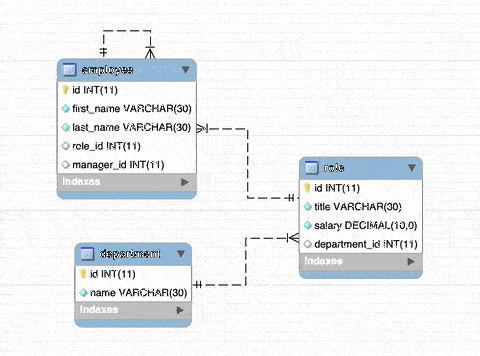 employee
id INT(11)
first_name VARCHAR(30)
last_name VARCHAR(30)
role_id INT(11)
manager_id INT(11)
Indexes
role
id INT(11)
title VARCHAR(30)
salary DECIMAL(10,0)
department_id INT(11)
Indexes
department
id INT(11)
name VARCHAR(30)
Indexes